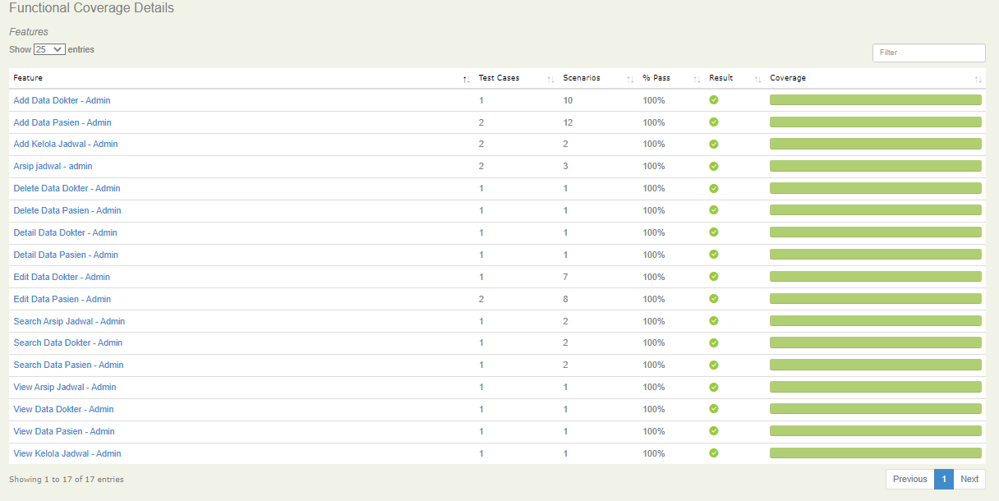 Functional Coverage Details
Features
Show 25 entries
Filter
Feature Test Cases Scenarios % Pass Result Coverage
Add Data Dokter - Admin 1 10 100%
Add Data Pasien - Admin 2 12 100%
Add Kelola Jadwal - Admin 2 2 100%
Arsip jadwal - admin 2 3 100%
Delete Data Dokter - Admin 1 1 100%
Delete Data Pasien - Admin 1 1 100%
Detail Data Dokter - Admin 1 1 100%
Detail Data Pasien - Admin 1 1 100%
Edit Data Dokter - Admin 1 7 100%
Edit Data Pasien - Admin 2 8 100%
Search Arsip Jadwal - Admin 1 2 100%
Search Data Dokter - Admin 1 2 100%
Search Data Pasien - Admin 1 2 100%
View Arsip Jadwal - Admin 1 1 100%
View Data Dokter - Admin 1 1 100%
View Data Pasien - Admin 1 1 100%
View Kelola Jadwal - Admin 1 1 100%
Showing 1 to 17 of 17 entries
Previous 1 Next